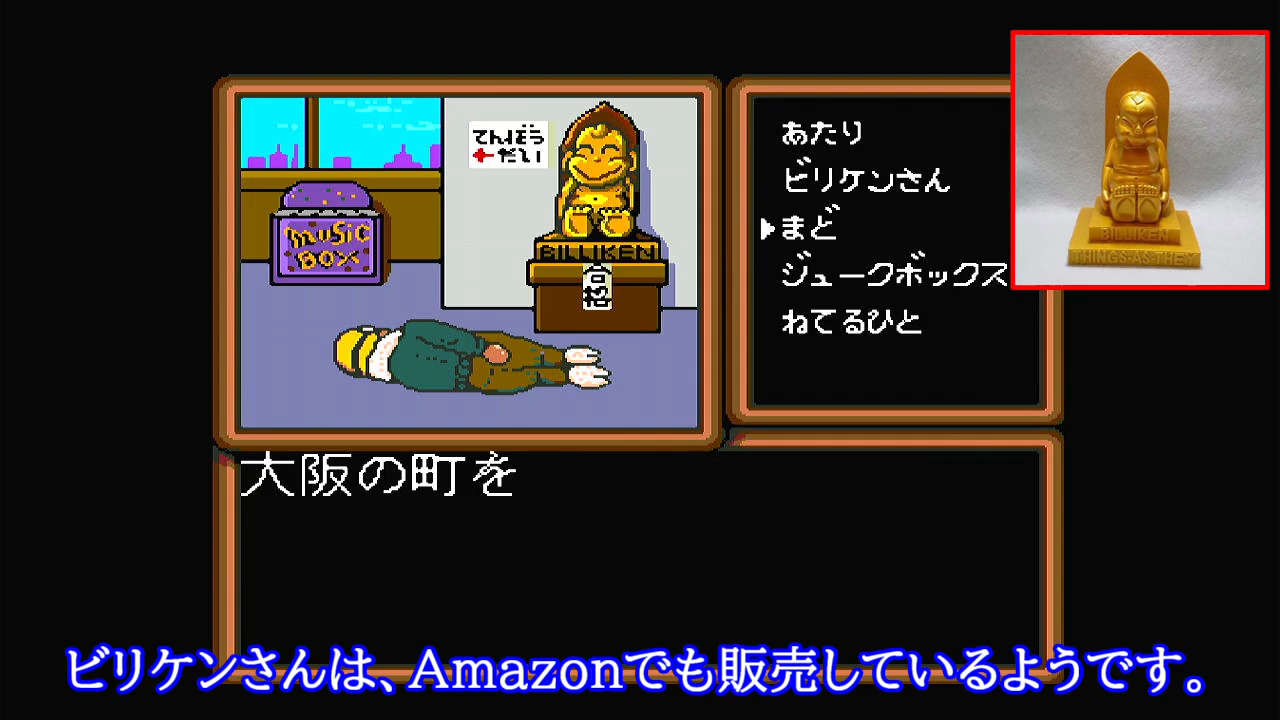 てんぼう
←だい
MUSIC
BOX
BILLIKEN
合格
あたり
ビリケンさん
▶まど
ジュークボックス
ねてるひと
BILLIKEN
THINGS-AS-THEY
大阪の町を
ビリケンさんは、Amazonでも販売しているようです。